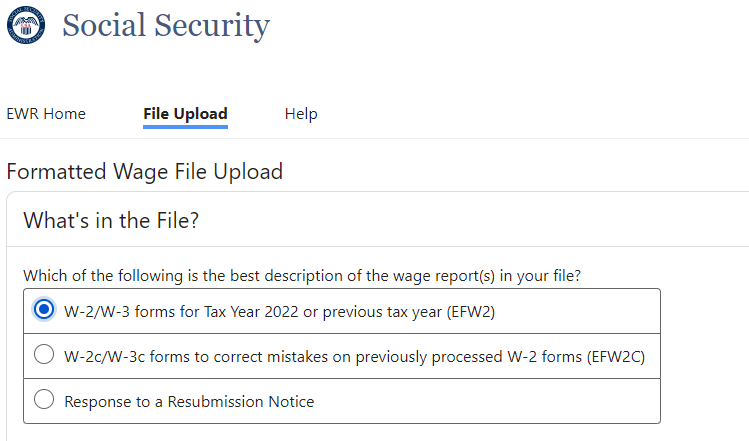 Social Security
EWR Home
File Upload
Help
Formatted Wage File Upload
What's in the File?
Which of the following is the best description of the wage report(s) in your file?
W-2/W-3 forms for Tax Year 2022 or previous tax year (EFW2)
W-2c/W-3c forms to correct mistakes on previously processed W-2 forms (EFW2C)
Response to a Resubmission Notice